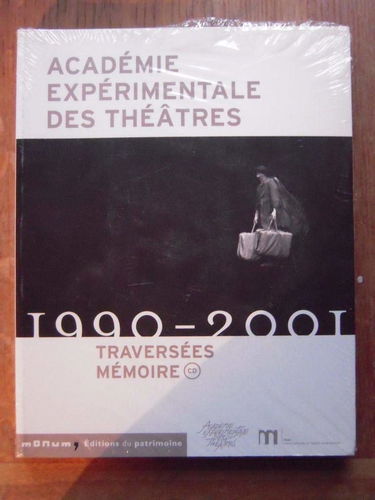 ACADÉMIE
EXPÉRIMENTALE
DES THÉÂTRES
1990-2001
TRAVERSÉES
MÉMOIRE CD
monum, Éditions du patrimoine